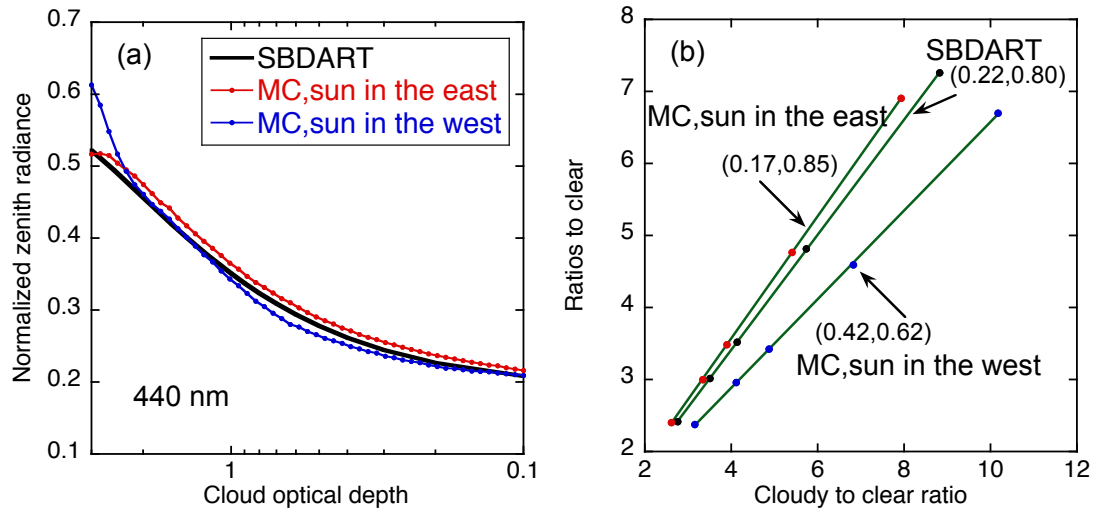 (a)
SBDART
MC,sun in the east
MC,sun in the west
440 nm
Normalized zenith radiance
0.7
0.6
0.5
0.4
0.3
0.2
0.1
1
0.1
Cloud optical depth
(b)
SBDART
(0.22,0.80)
MC,sun in the east
(0.17,0.85)
(0.42,0.62)
MC,sun in the west
Ratios to clear
8
7
6
5
4
3
2
2
4
6
8
10
12
Cloudy to clear ratio